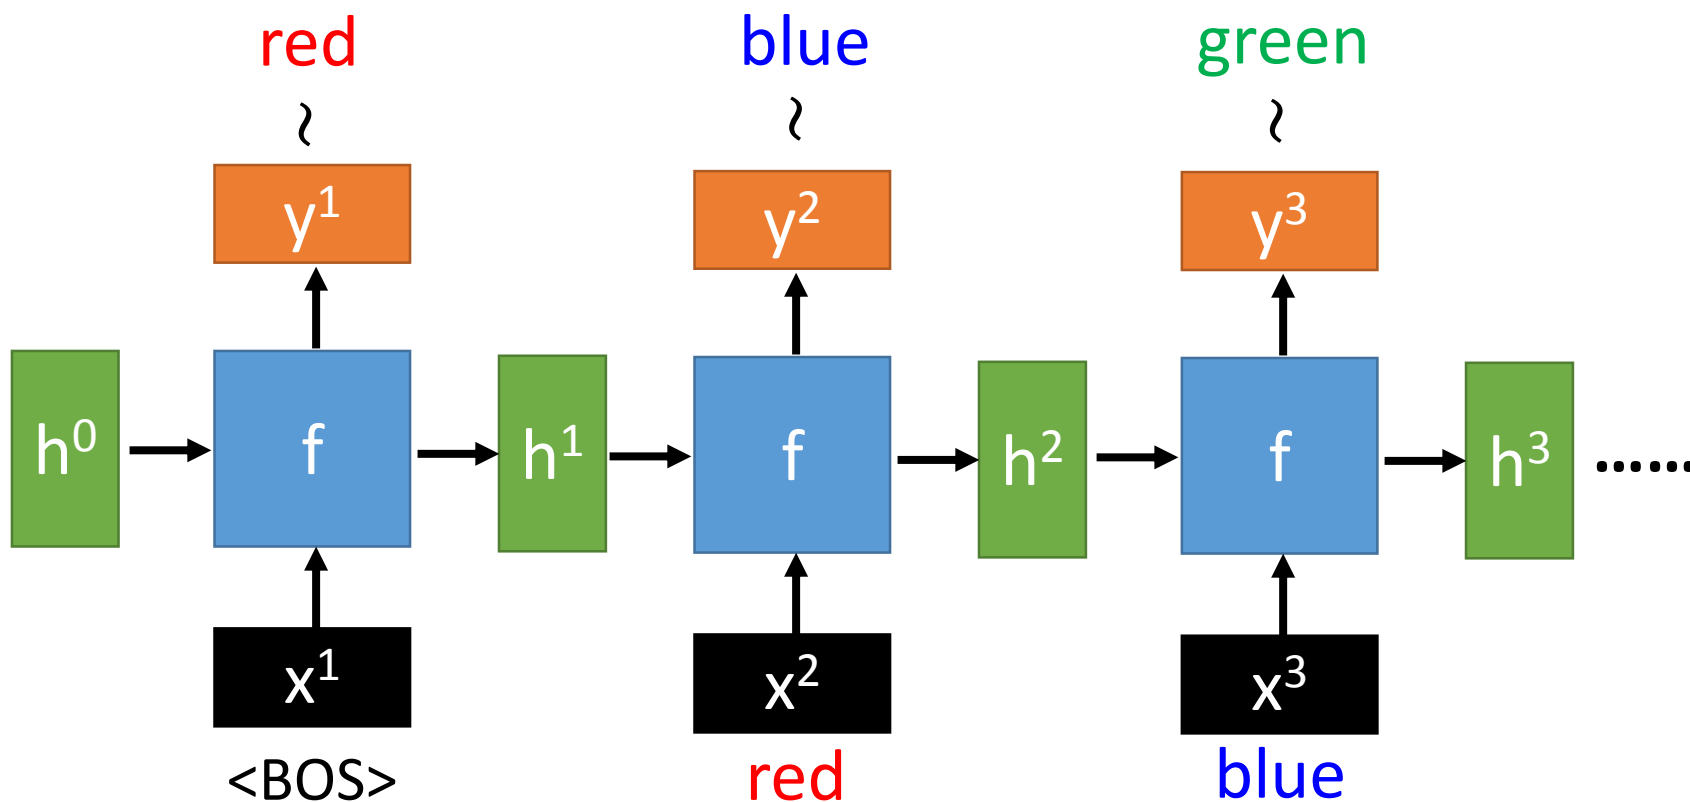 red blue green
~ ~ ~
y¹ y² y³
h⁰ f h¹ f h² f h³ ......
x¹ x² x³
<BOS> red blue